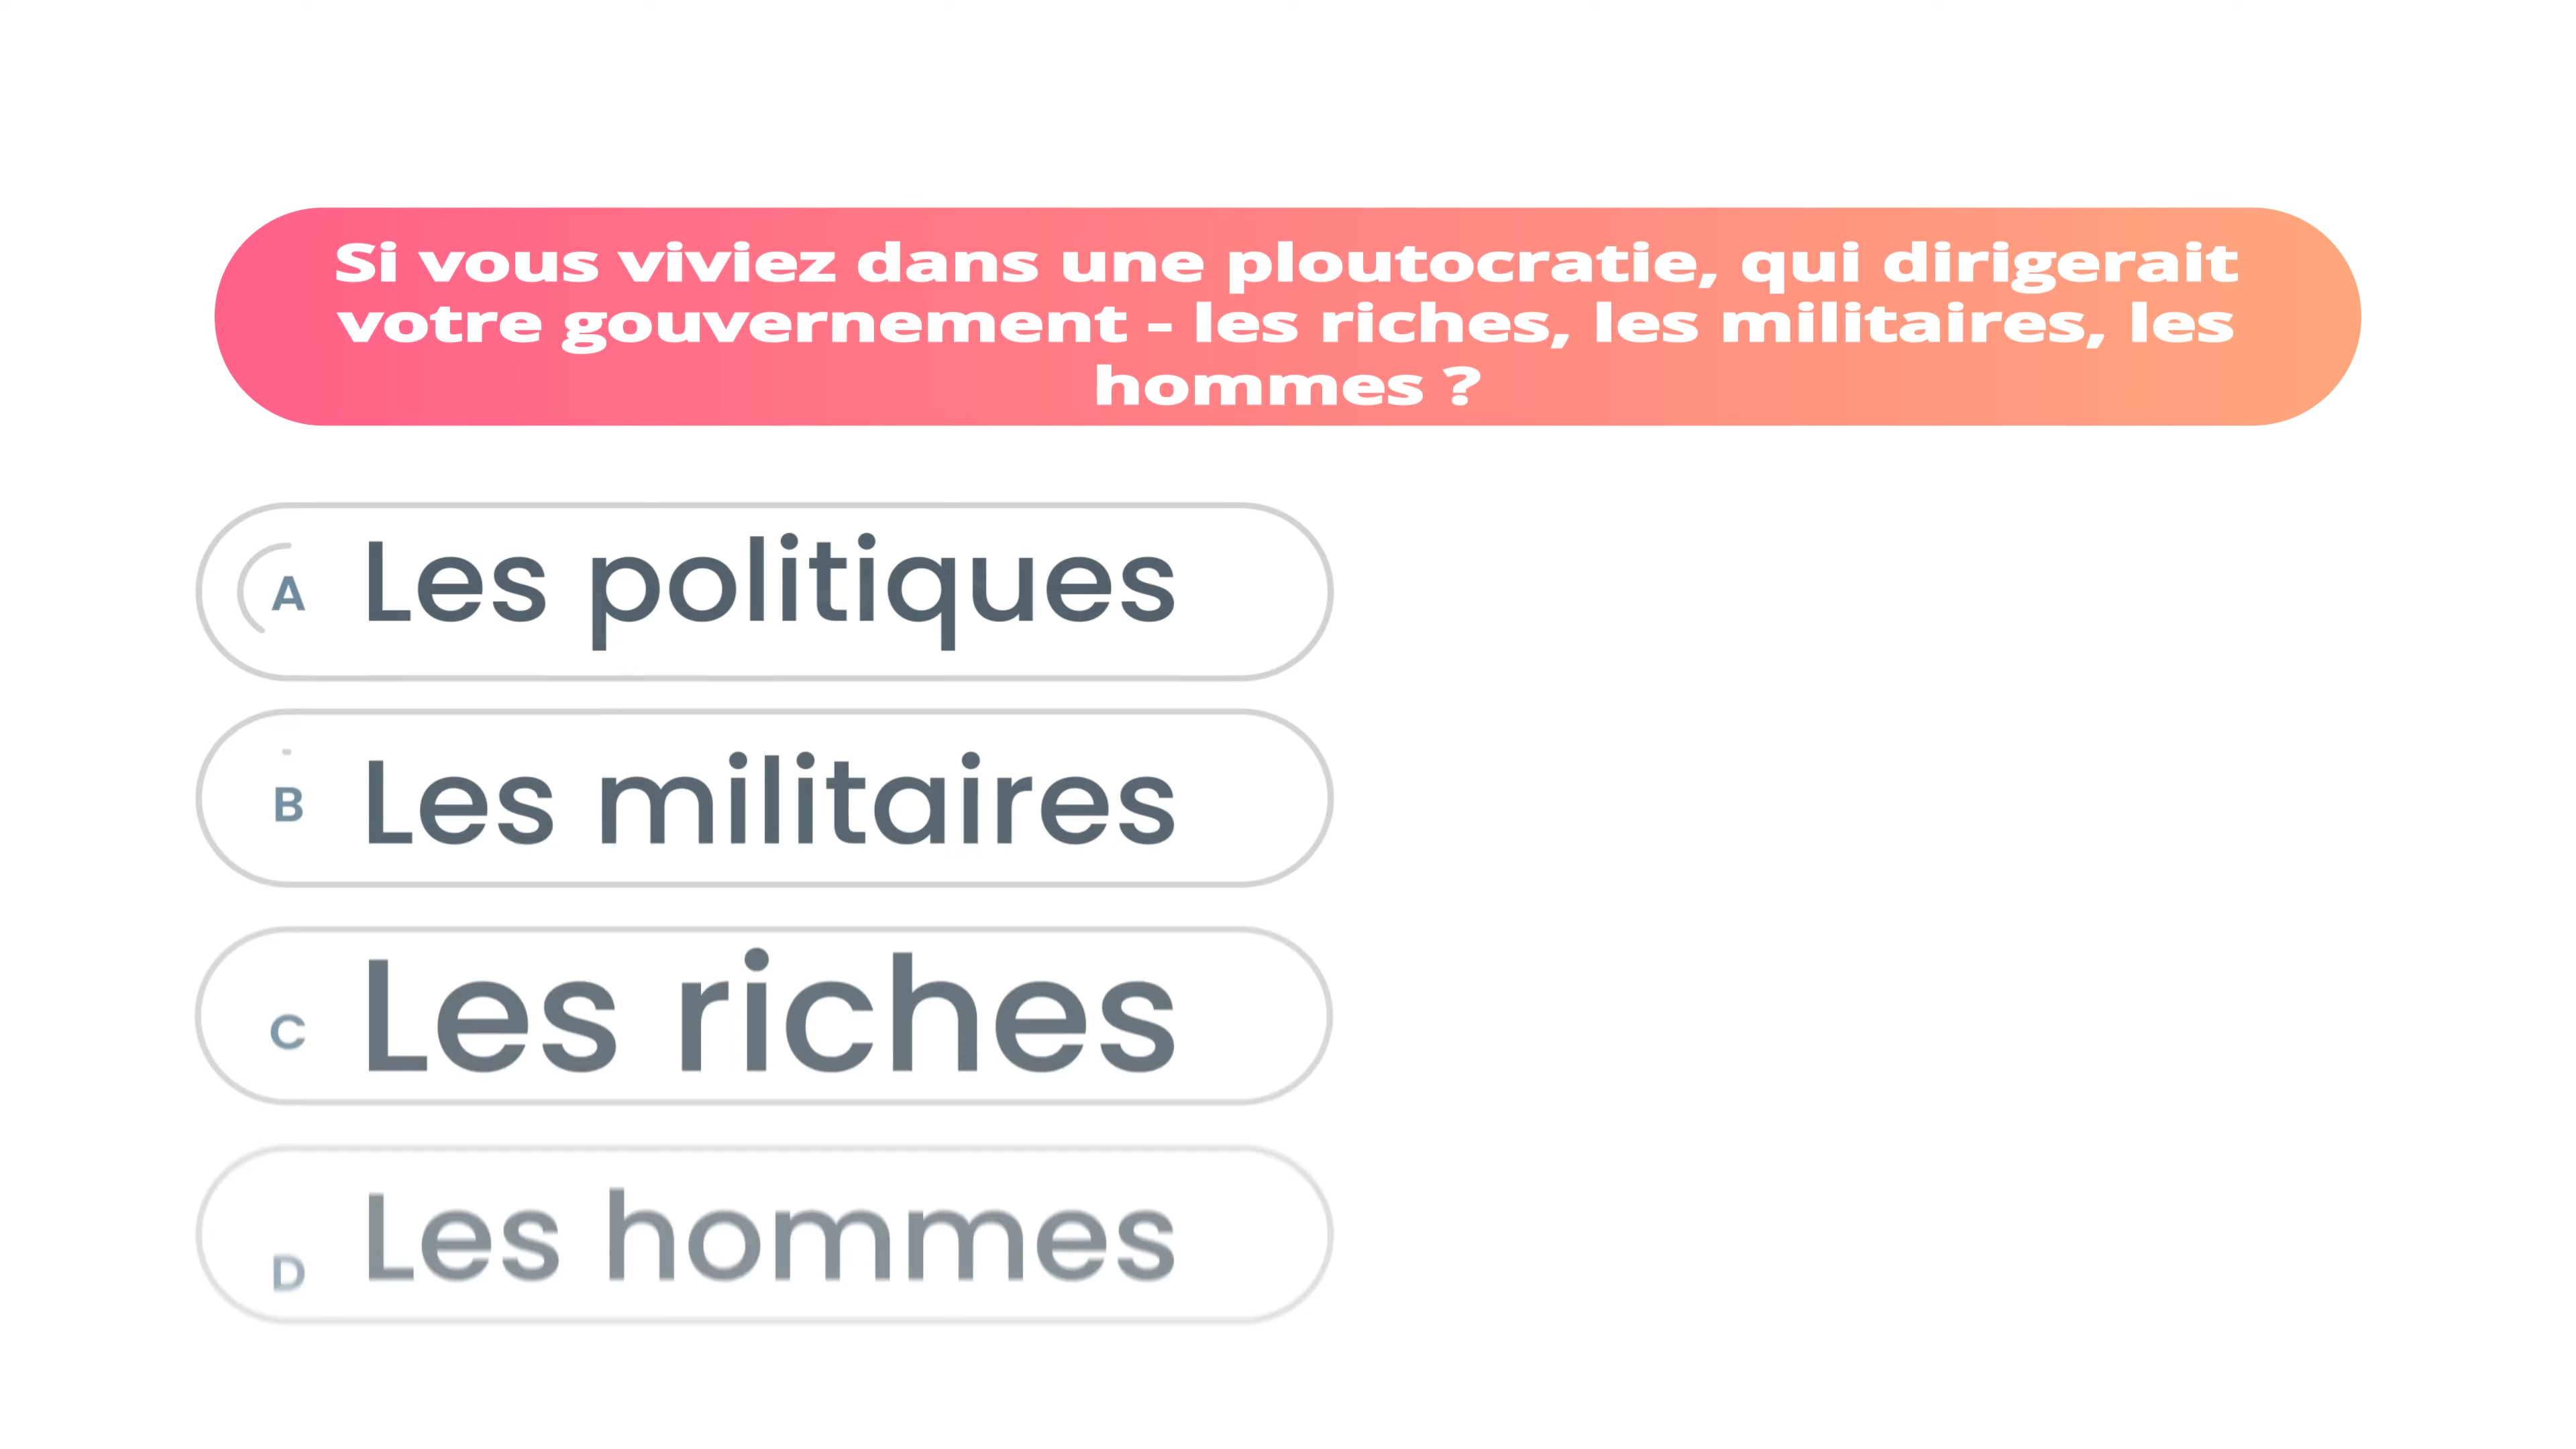 Si vous viviez dans une ploutocratie, qui dirigerait
votre gouvernement - les riches, les militaires, les
hommes ?
A Les politiques
B Les militaires
C Les riches
D Les hommes